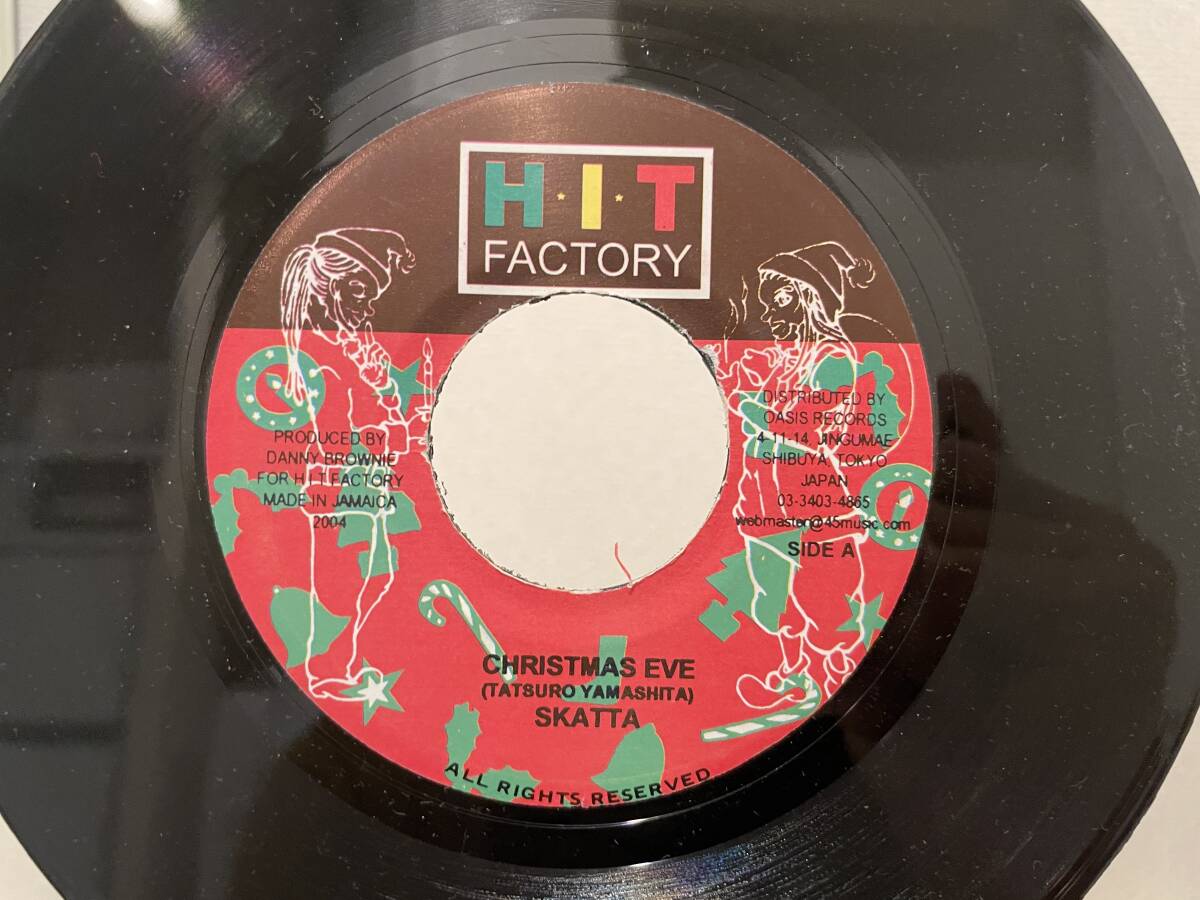 H·I·T
FACTORY
PRODUCED BY
DANNY BROWNIE
FOR H I T FACTORY
MADE IN JAMAICA
2004
DISTRIBUTED BY
OASIS RECORDS
4-11-14, JINGUMAE
SHIBUYA, TOKYO
JAPAN
03-3403-4865
webmaster@45music.com
SIDE A
CHRISTMAS EVE
(TATSURO YAMASHITA)
SKATTA
ALL RIGHTS RESERVED